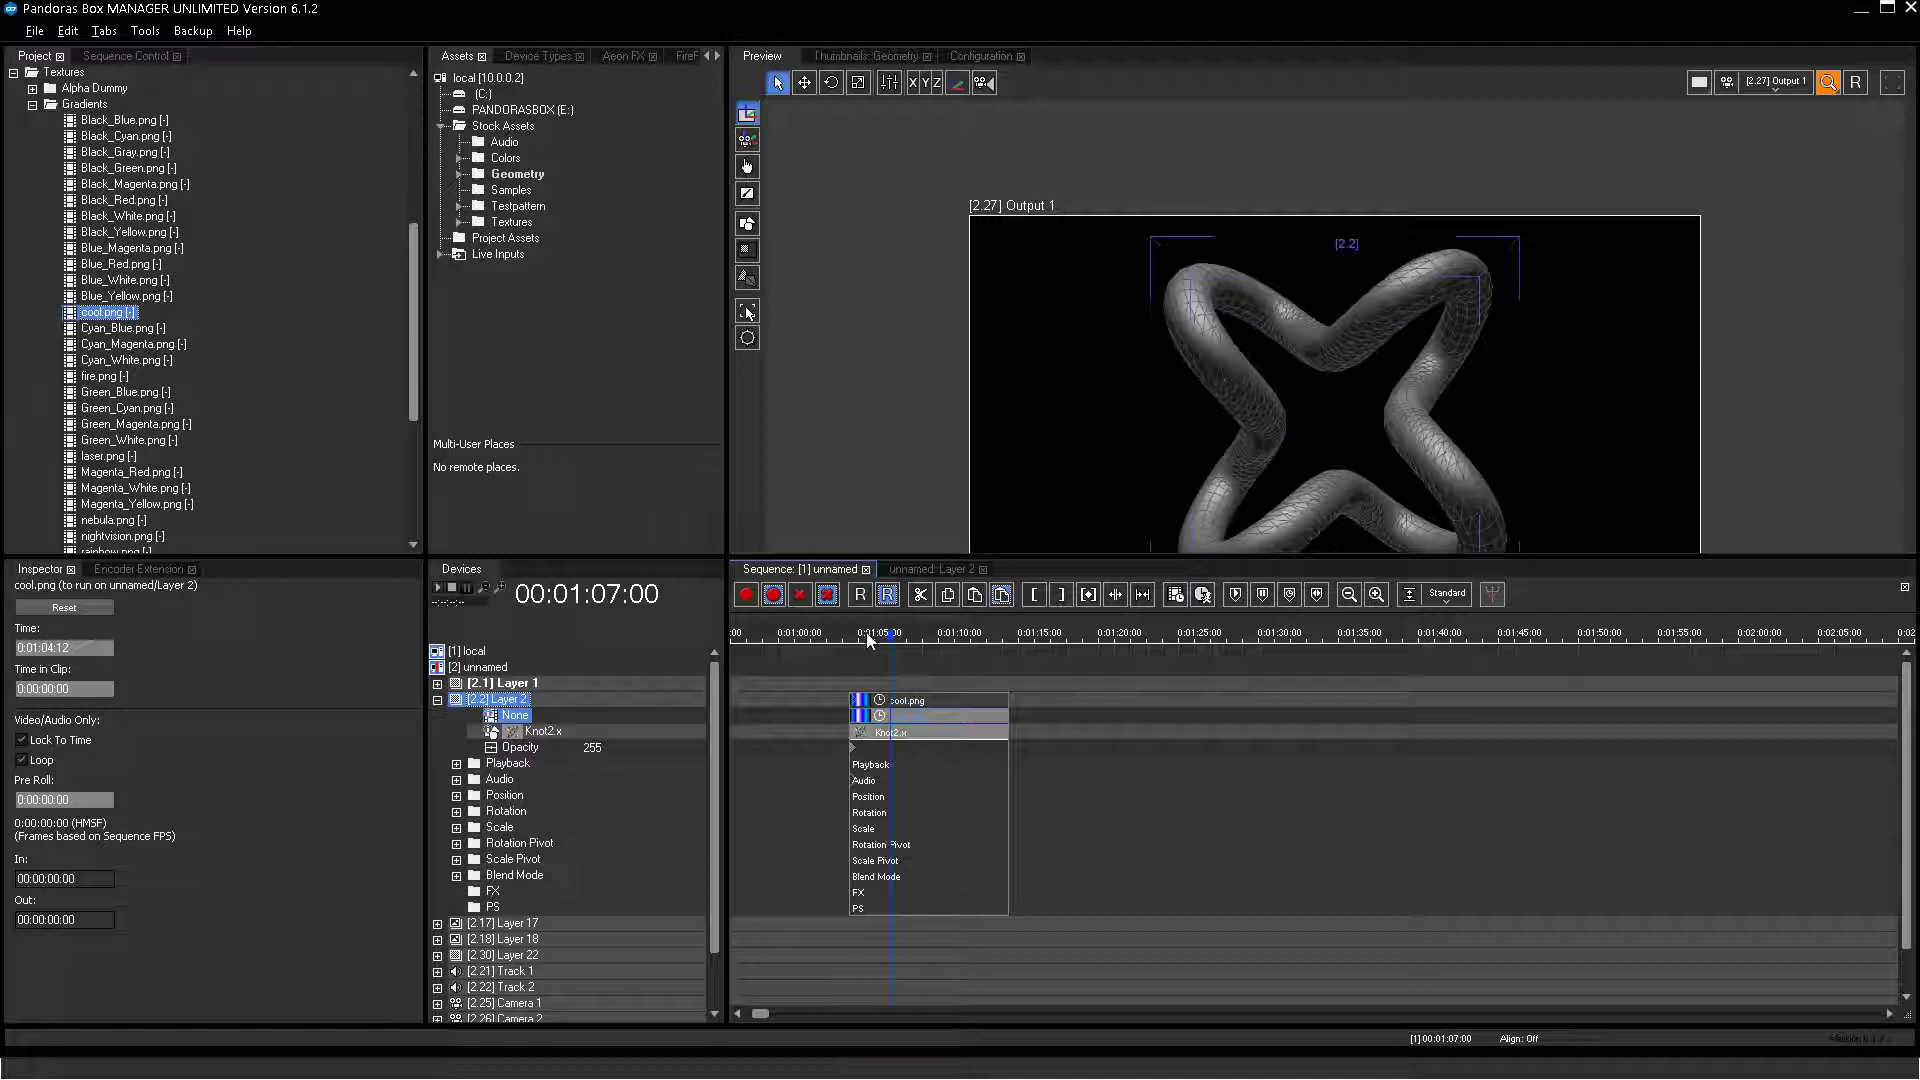 Pandoras Box MANAGER UNLIMITED Version 6.1.2
File Edit Tabs Tools Backup Help
Project Sequence Control
Textures
Alpha Dummy
Gradients
Black_Blue.png [-]
Black_Cyan.png [-]
Black_Gray.png [-]
Black_Green.png [-]
Black_Magenta.png [-]
Black_Red.png [-]
Black_White.png [-]
Black_Yellow.png [-]
Blue_Magenta.png [-]
Blue_Red.png [-]
Blue_White.png [-]
Blue_Yellow.png [-]
cool.png [-]
Cyan_Blue.png [-]
Cyan_Magenta.png [-]
Cyan_White.png [-]
fire.png [-]
Green_Blue.png [-]
Green_Cyan.png [-]
Green_Magenta.png [-]
Green_White.png [-]
laser.png [-]
Magenta_Red.png [-]
Magenta_White.png [-]
Magenta_Yellow.png [-]
nebula.png [-]
nightvision.png [-]
rainbow.png [-]
Assets Device Types Aeon FX FireF
local [10.0.0.2]
(C:)
PANDORASBOX (E:)
Stock Assets
Audio
Colors
Geometry
Samples
Testpattern
Textures
Project Assets
Live Inputs
Multi-User Places
No remote places.
Preview Thumbnails: Geometry Configuration
X Y Z
[2.27] Output 1
R
[2.27] Output 1
[2.2]
Inspector Encoder Extension
cool.png (to run on unnamed/Layer 2)
Reset
Time:
0:01:04:12
Time in Clip:
0:00:00:00
Video/Audio Only:
Lock To Time
Loop
Pre Roll:
0:00:00:00
0:00:00:00 (HMSF)
(Frames based on Sequence FPS)
In:
00:00:00:00
Out:
00:00:00:00
Devices
00:01:07:00
--:--:--:--
[1] local
[2] unnamed
[2.1] Layer 1
[2.2] Layer 2
None
Knot2.x
Opacity 255
Playback
Audio
Position
Rotation
Scale
Rotation Pivot
Scale Pivot
Blend Mode
FX
PS
[2.17] Layer 17
[2.18] Layer 18
[2.30] Layer 22
[2.21] Track 1
[2.22] Track 2
[2.25] Camera 1
[2.26] Camera 2
Sequence: [1] unnamed unnamed: Layer 2
R R Standard
:00 0:01:00:00 0:01:05:00 0:01:10:00 0:01:15:00 0:01:20:00 0:01:25:00 0:01:30:00 0:01:35:00 0:01:40:00 0:01:45:00 0:01:50:00 0:01:55:00 0:02:00:00 0:02:05:00 0:02
cool.png
Knot2.x
Playback
Audio
Position
Rotation
Scale
Rotation Pivot
Scale Pivot
Blend Mode
FX
PS
[1] 00:01:07:00 Align: Off